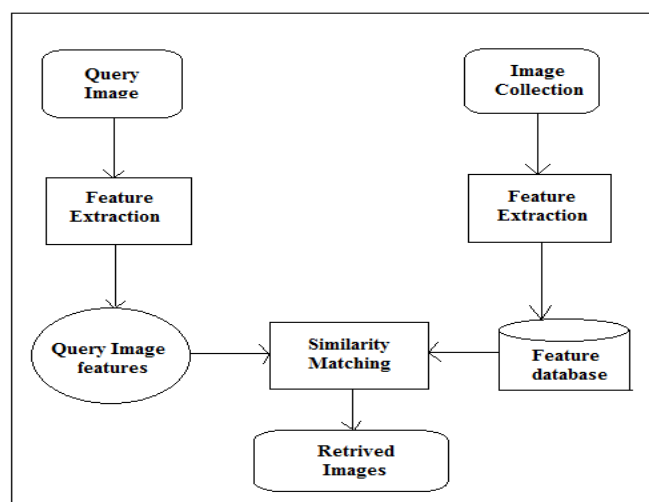 Query
Image
Image
Collection
Feature
Extraction
Feature
Extraction
Query Image
features
Similarity
Matching
Feature
database
Retrived
Images